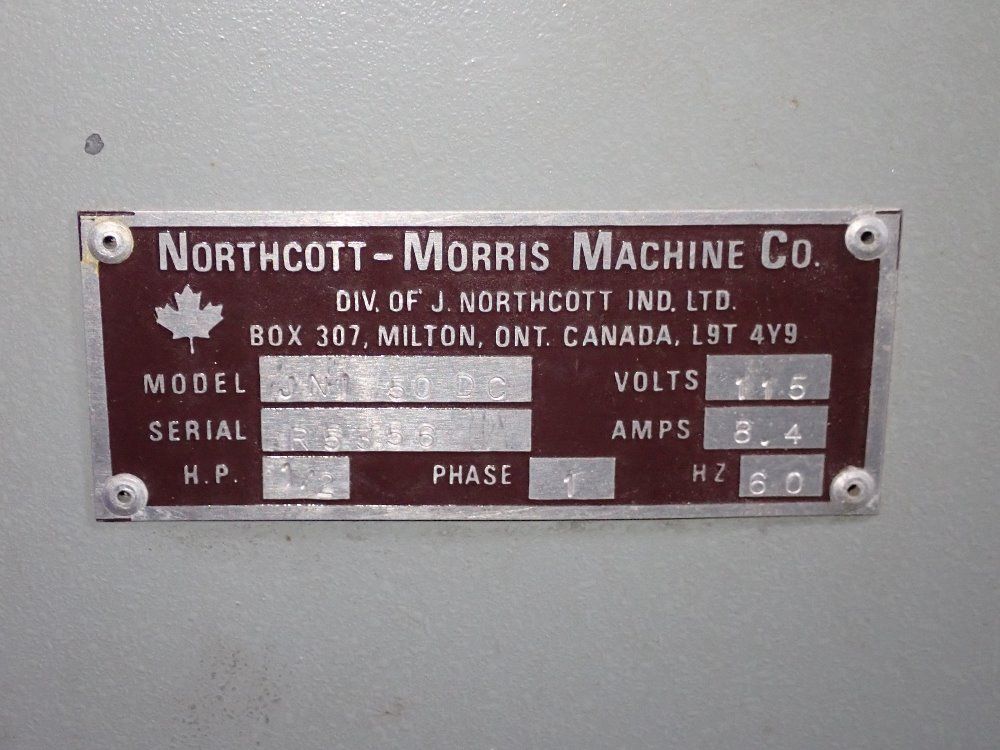 NORTHCOTT-MORRIS MACHINE CO.
DIV. OF J. NORTHCOTT IND. LTD.
BOX 307, MILTON, ONT. CANADA, L9T 4Y9
MODEL 50 DC VOLTS 115
SERIAL AMPS 8.4
H.P. 1/2 PHASE 1 HZ 60